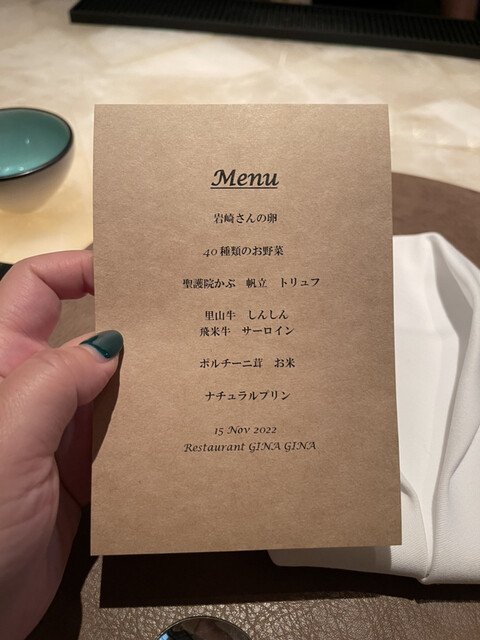 Menu
岩崎さんの卵
40種類のお野菜
聖護院かぶ　帆立　トリュフ
里山牛　しんしん
飛米牛　サーロイン
ポルチーニ茸　お米
ナチュラルプリン
15 Nov 2022
Restaurant GINA GINA